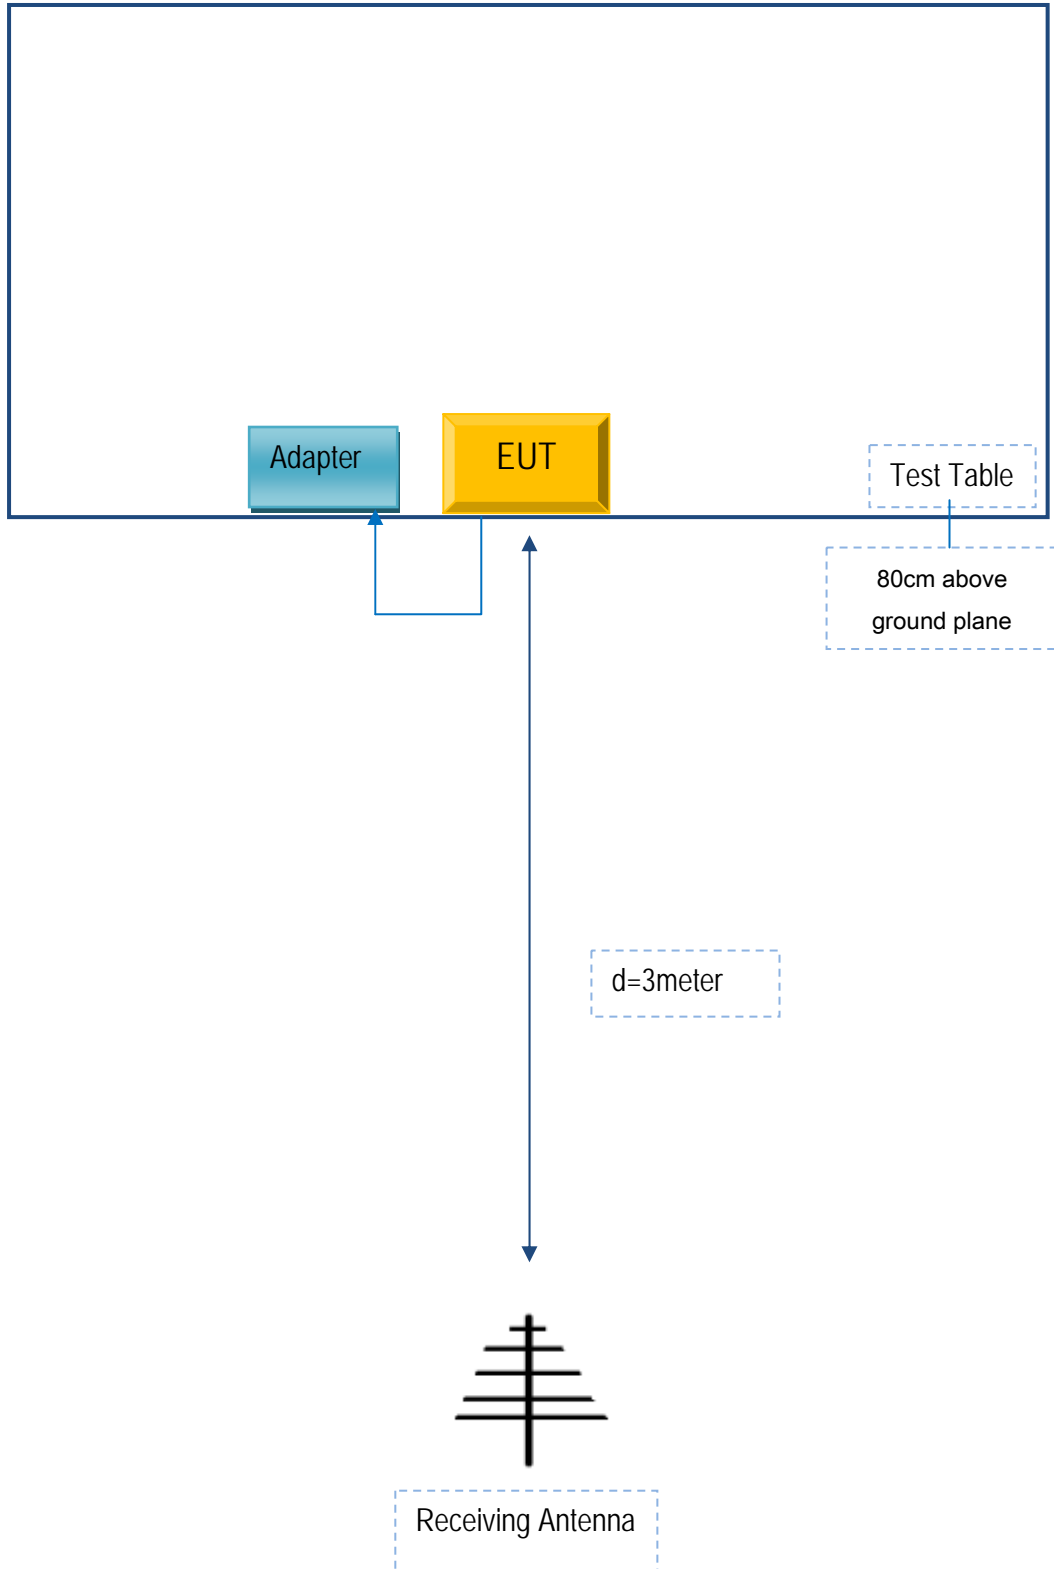 Adapter
EUT
Test Table
80cm above
ground plane
d=3meter
Receiving Antenna